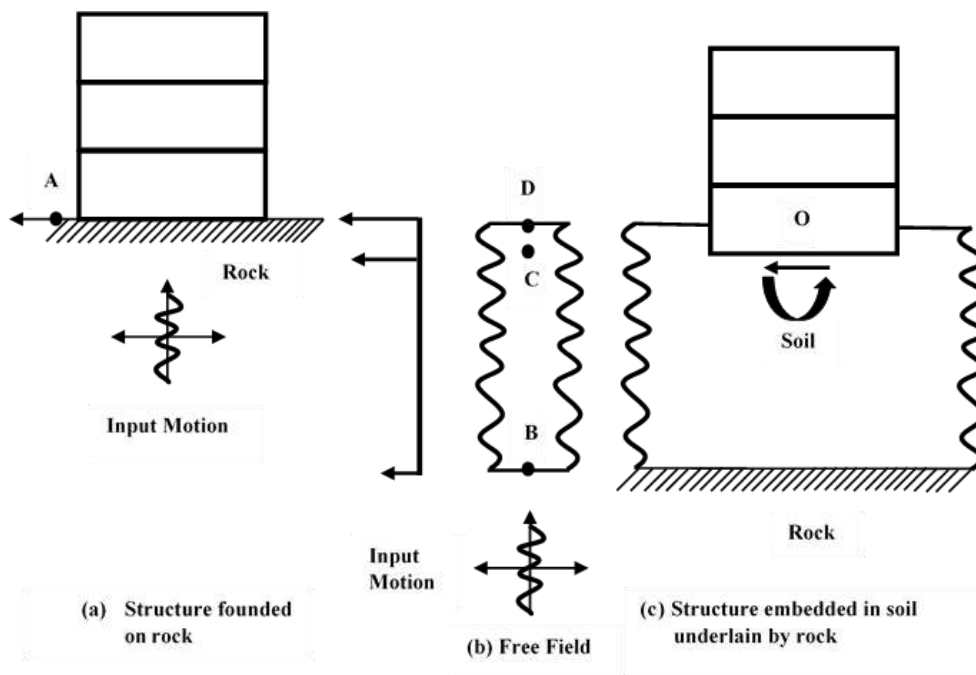 A
Rock
Input Motion
(a) Structure founded
on rock
D
C
B
Input
Motion
(b) Free Field
O
Soil
Rock
(c) Structure embedded in soil
underlain by rock